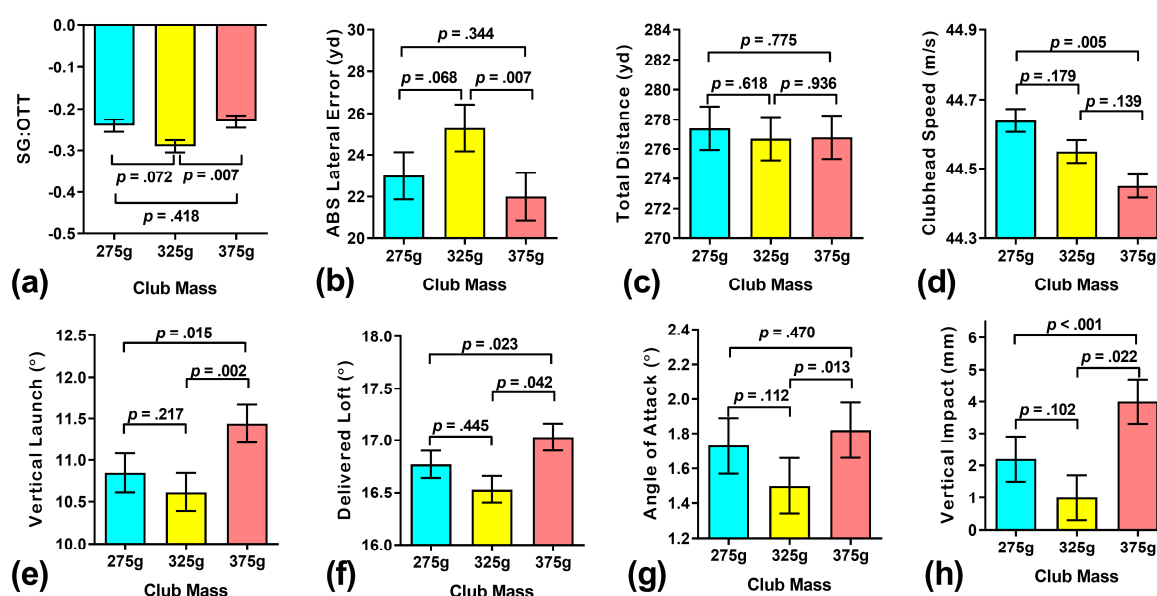 0.0
-0.1
-0.2
-0.3
-0.4
-0.5
SG:OTT
p = .072
p = .007
p = .418
275g 325g 375g
Club Mass
(a)
30
28
26
24
22
20
ABS Lateral Error (yd)
p = .344
p = .068
p = .007
275g 325g 375g
Club Mass
(b)
284
282
280
278
276
274
272
270
Total Distance (yd)
p = .775
p = .618
p = .936
275g 325g 375g
Club Mass
(c)
44.9
44.7
44.5
44.3
Clubhead Speed (m/s)
p = .005
p = .179
p = .139
275g 325g 375g
Club Mass
(d)
12.5
12.0
11.5
11.0
10.5
10.0
Vertical Launch (°)
p = .015
p = .002
p = .217
275g 325g 375g
Club Mass
(e)
18.0
17.5
17.0
16.5
16.0
Delivered Loft (°)
p = .023
p = .042
p = .445
275g 325g 375g
Club Mass
(f)
2.4
2.2
2.0
1.8
1.6
1.4
1.2
Angle of Attack (°)
p = .470
p = .013
p = .112
275g 325g 375g
Club Mass
(g)
6
5
4
3
2
1
0
Vertical Impact (mm)
p < .001
p = .022
p = .102
275g 325g 375g
Club Mass
(h)